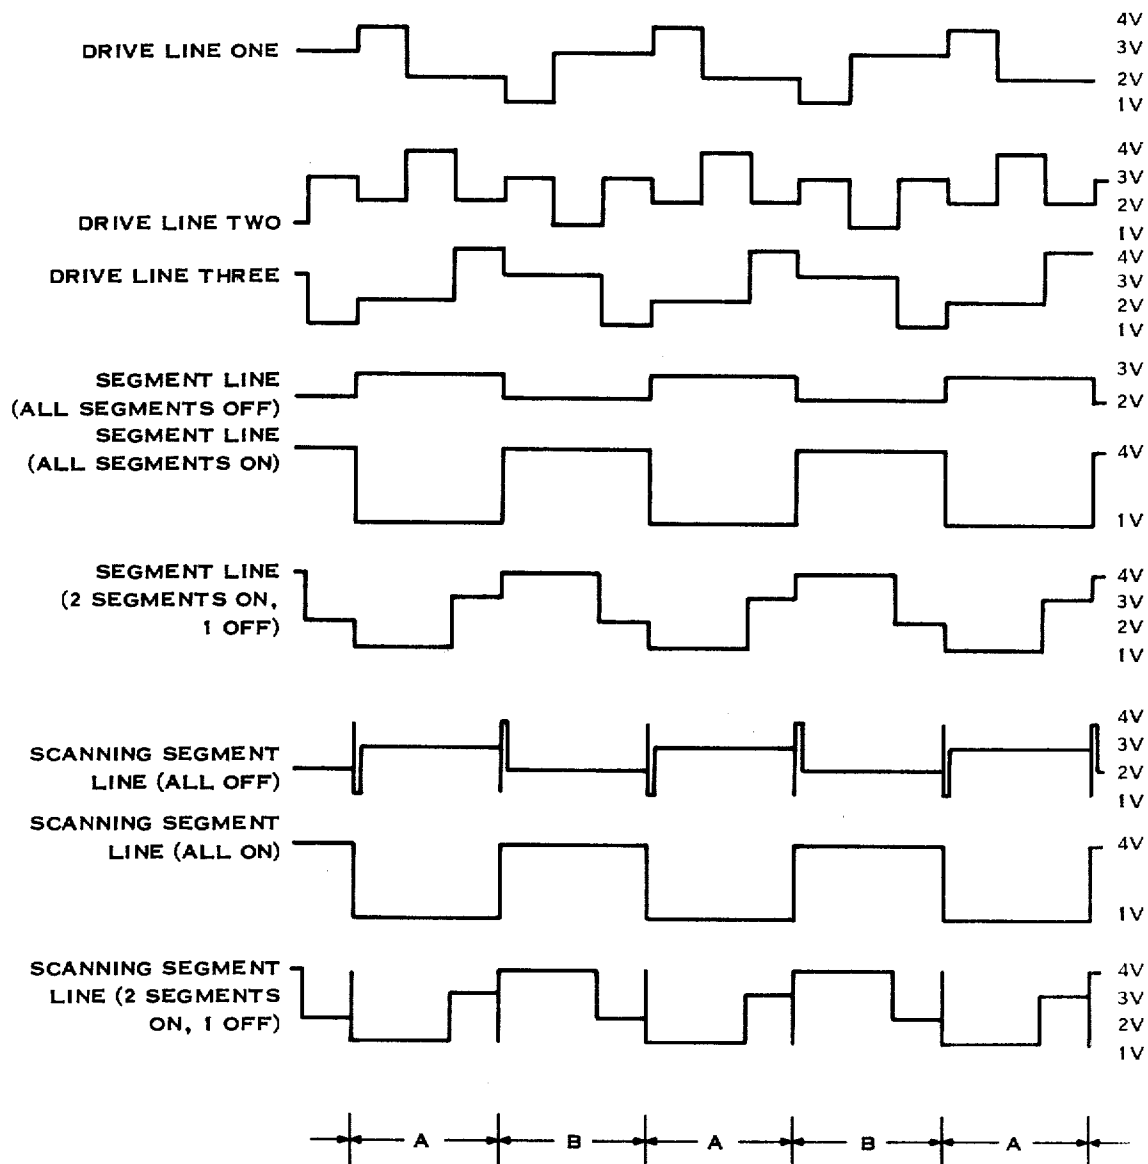 DRIVE LINE ONE
4V
3V
2V
1V
DRIVE LINE TWO
4V
3V
2V
1V
DRIVE LINE THREE
4V
3V
2V
1V
SEGMENT LINE
(ALL SEGMENTS OFF)
3V
2V
SEGMENT LINE
(ALL SEGMENTS ON)
4V
1V
SEGMENT LINE
(2 SEGMENTS ON,
1 OFF)
4V
3V
2V
1V
SCANNING SEGMENT
LINE (ALL OFF)
4V
3V
2V
1V
SCANNING SEGMENT
LINE (ALL ON)
4V
1V
SCANNING SEGMENT
LINE (2 SEGMENTS
ON, 1 OFF)
4V
3V
2V
1V
A B A B A